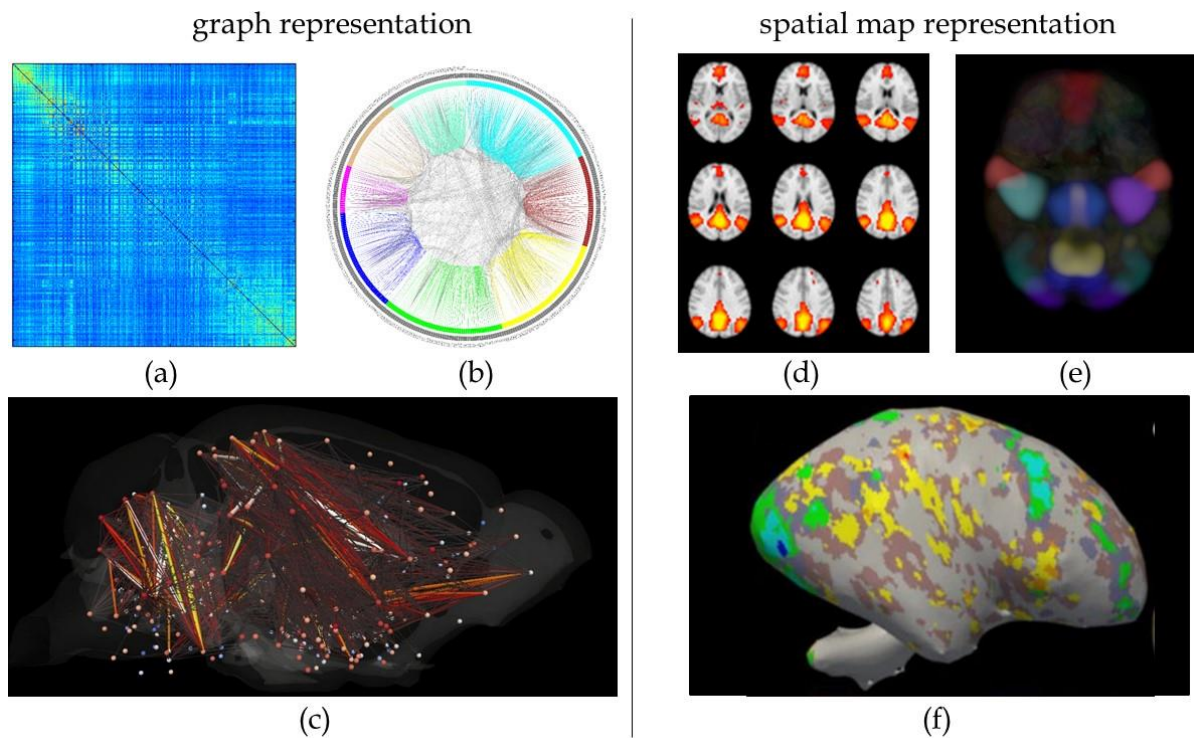 graph representation
spatial map representation
(a)
(b)
(d)
(e)
(c)
(f)